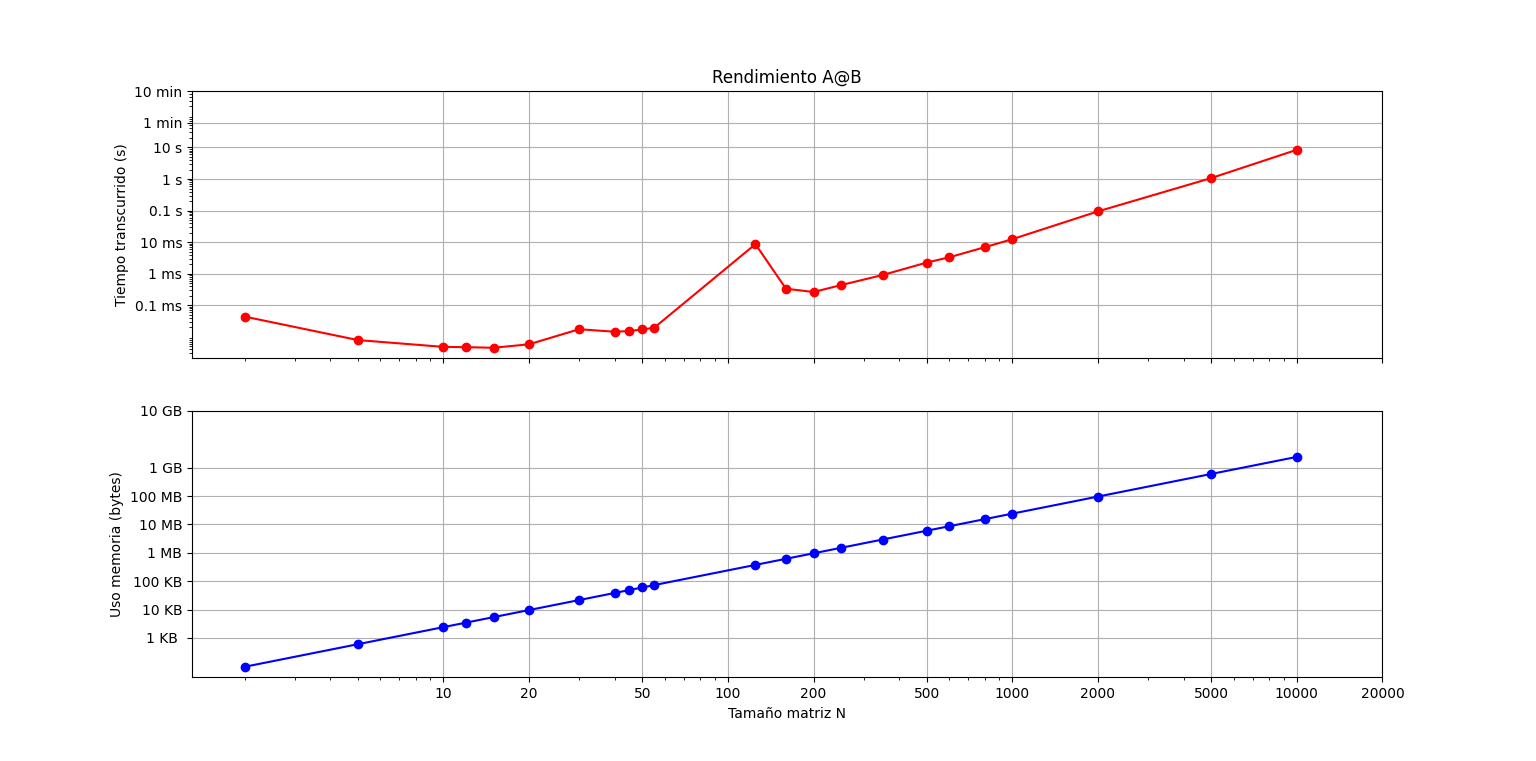 Rendimiento A@B
Tiempo transcurrido (s)
10 min
1 min
10 s
1 s
0.1 s
10 ms
1 ms
0.1 ms
Uso memoria (bytes)
10 GB
1 GB
100 MB
10 MB
1 MB
100 KB
10 KB
1 KB
10 20 50 100 200 500 1000 2000 5000 10000 20000
Tamaño matriz N